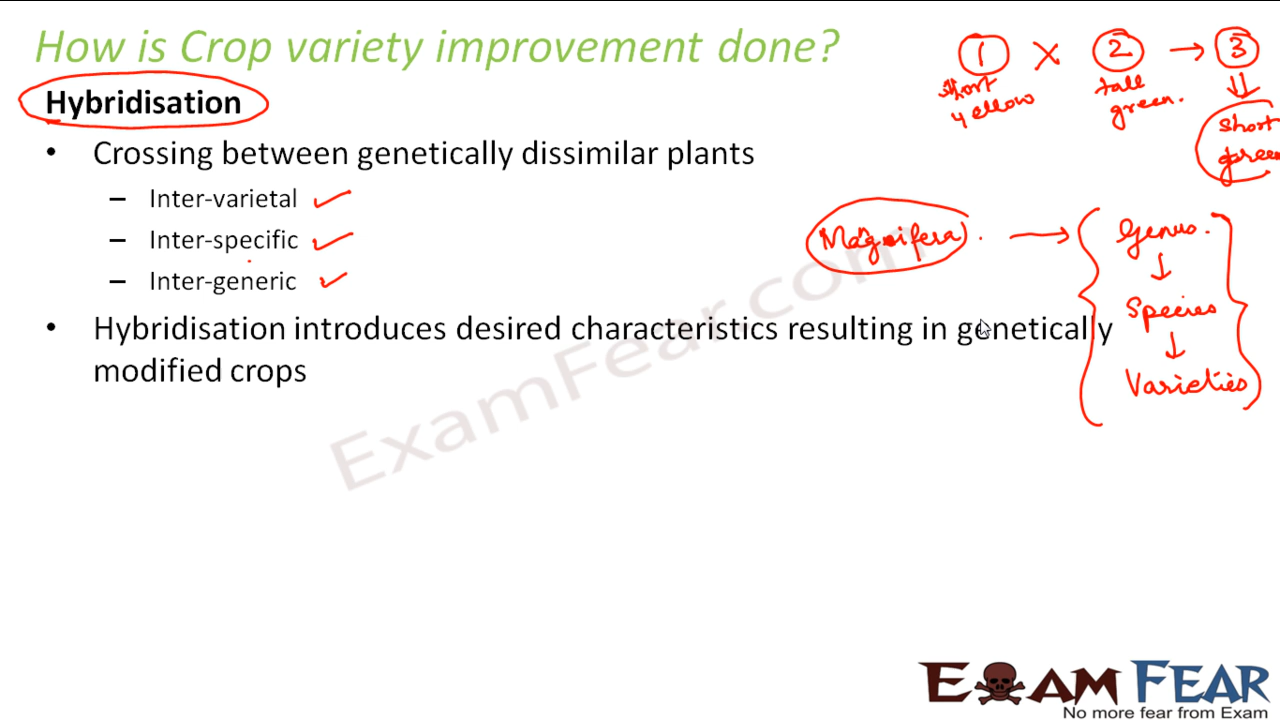 How is Crop variety improvement done?
1 X 2 → 3
short yellow
tall green.
short green
Hybridisation
• Crossing between genetically dissimilar plants
– Inter-varietal
– Inter-specific
– Inter-generic
Magnifera. → Genus.
↓
Species
↓
Varieties
• Hybridisation introduces desired characteristics resulting in genetically
modified crops
ExamFear.com
EXAM FEAR
No more fear from Exam